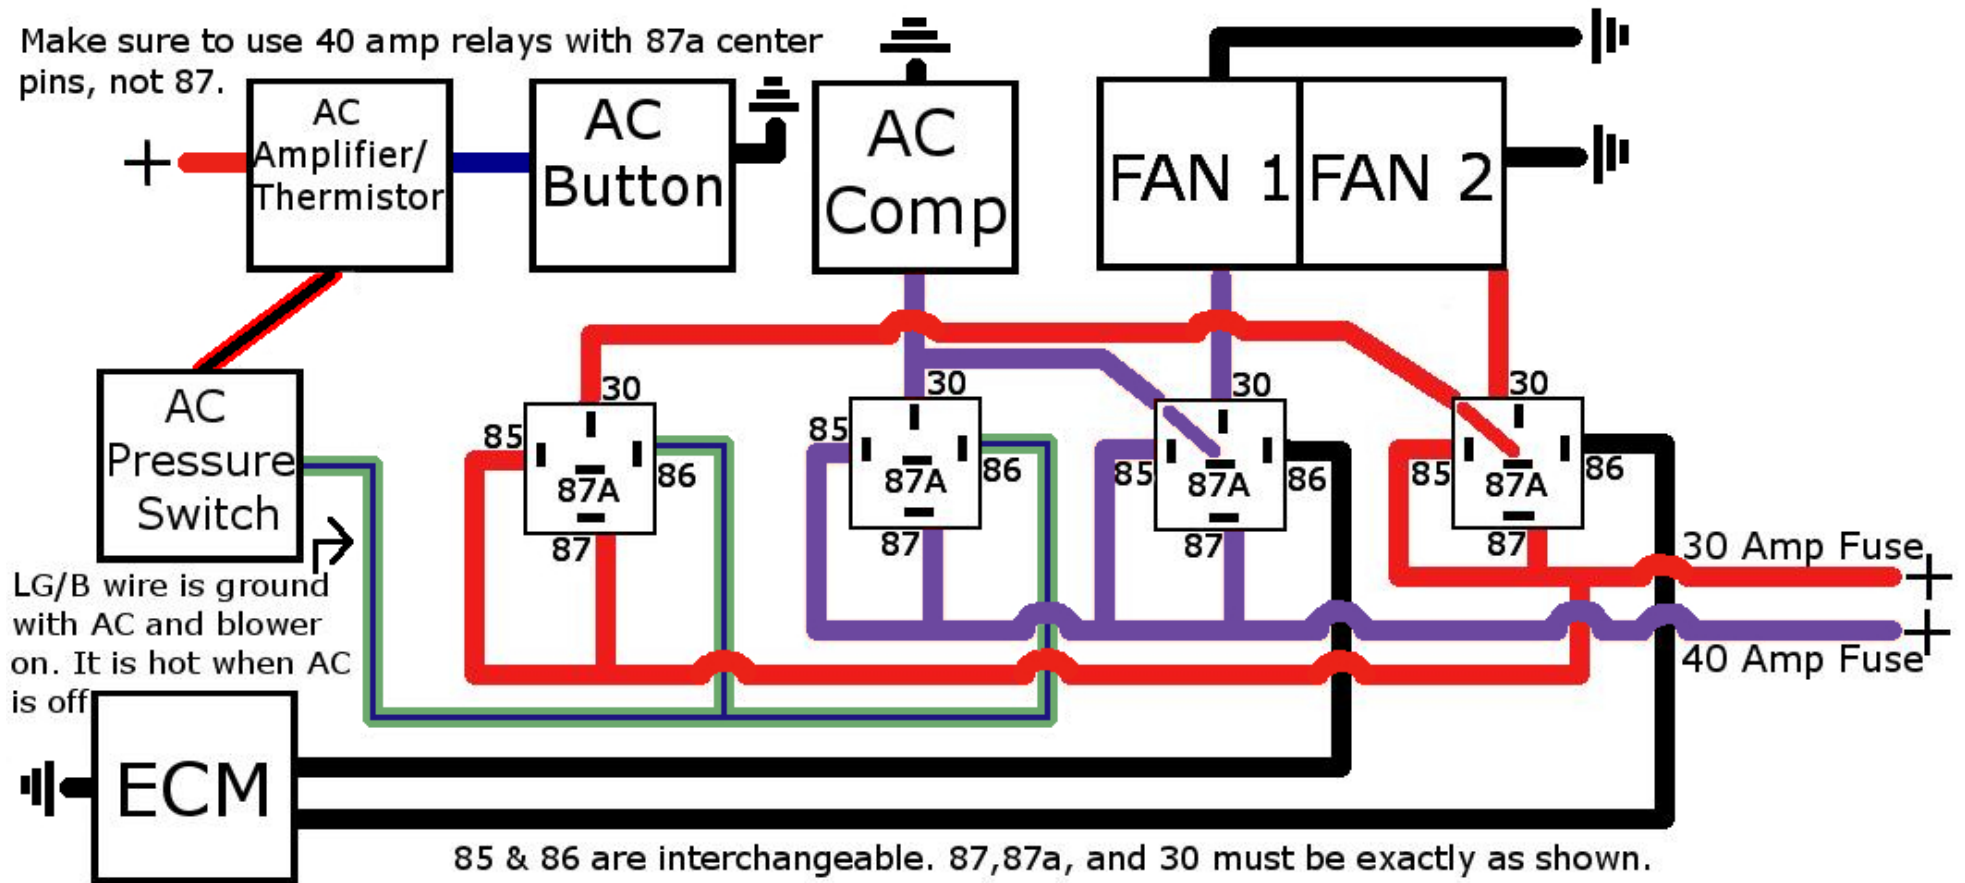 Make sure to use 40 amp relays with 87a center
pins, not 87.
AC
Amplifier/
Thermistor
AC
Button
AC
Comp
FAN 1
FAN 2
+
AC
Pressure
Switch
30
85
86
87A
87
30
85
86
87A
87
30
85
86
87A
87
30
85
86
87A
87
30 Amp Fuse
+
+
40 Amp Fuse
LG/B wire is ground
with AC and blower
on. It is hot when AC
is off
ECM
85 & 86 are interchangeable. 87,87a, and 30 must be exactly as shown.